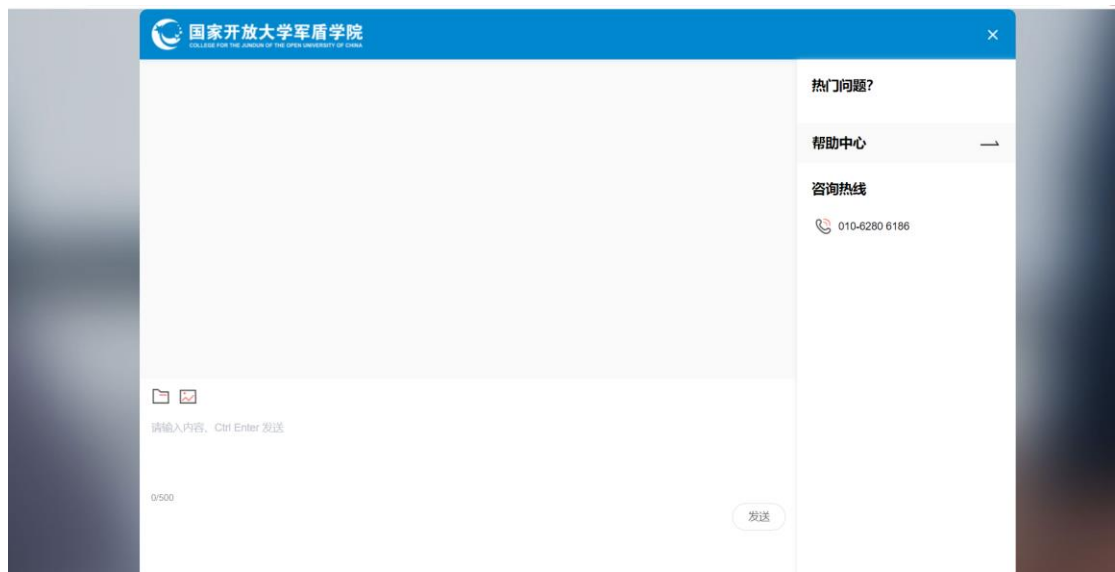 国家开放大学军盾学院
COLLEGE FOR THE JUNDUN OF THE OPEN UNIVERSITY OF CHINA
热门问题?
帮助中心
咨询热线
010-6280 6186
请输入内容、Ctrl Enter 发送
0/500
发送